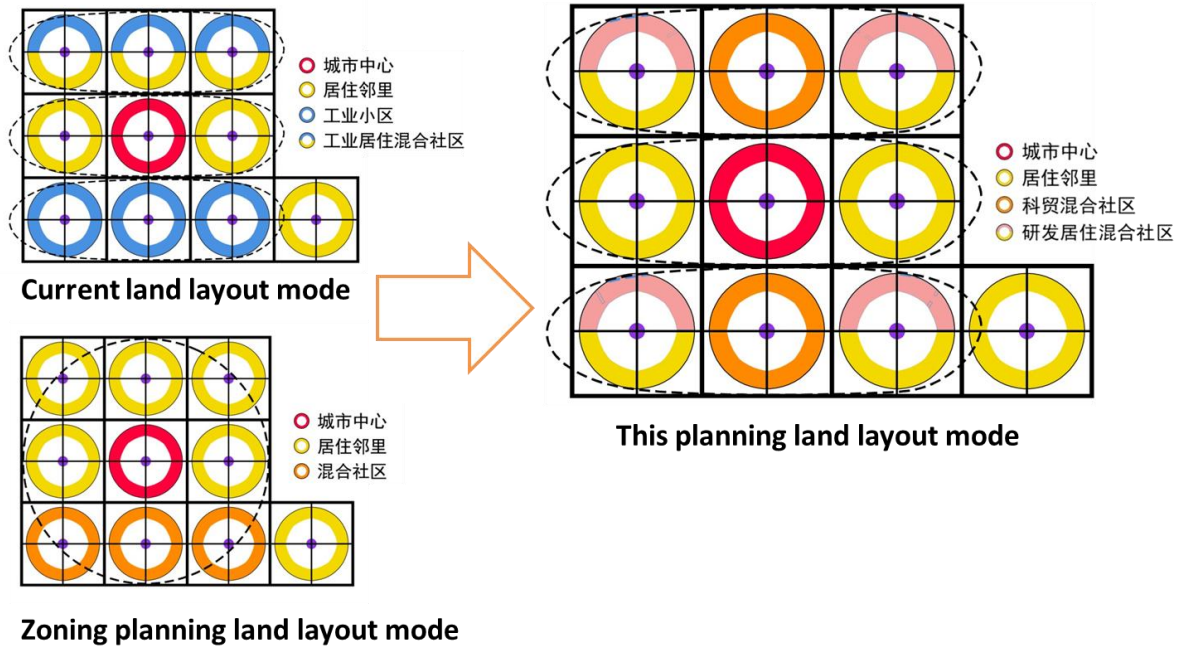 城市中心
居住邻里
工业小区
工业居住混合社区
Current land layout mode
城市中心
居住邻里
混合社区
Zoning planning land layout mode
城市中心
居住邻里
科贸混合社区
研发居住混合社区
This planning land layout mode